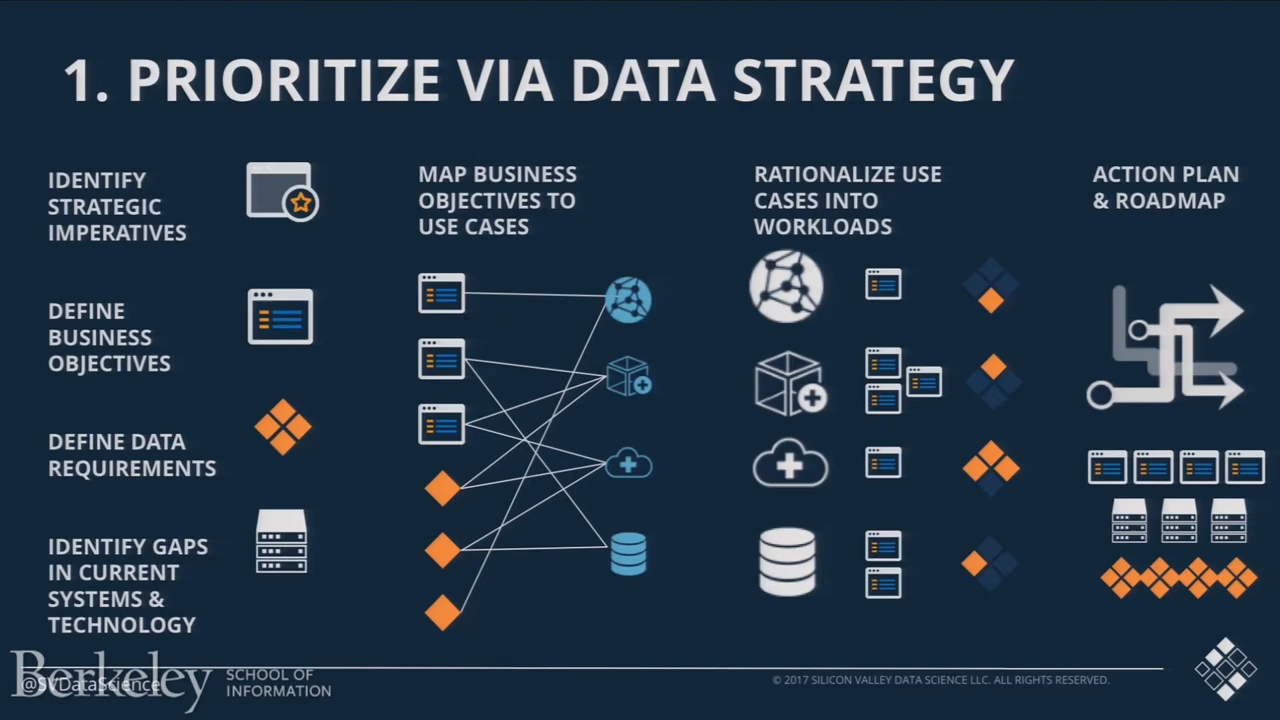 1. PRIORITIZE VIA DATA STRATEGY
IDENTIFY
STRATEGIC
IMPERATIVES
DEFINE
BUSINESS
OBJECTIVES
DEFINE DATA
REQUIREMENTS
IDENTIFY GAPS
IN CURRENT
SYSTEMS &
TECHNOLOGY
MAP BUSINESS
OBJECTIVES TO
USE CASES
RATIONALIZE USE
CASES INTO
WORKLOADS
ACTION PLAN
& ROADMAP
Berkeley
@SVDataScience
SCHOOL OF
INFORMATION
© 2017 SILICON VALLEY DATA SCIENCE LLC. ALL RIGHTS RESERVED.